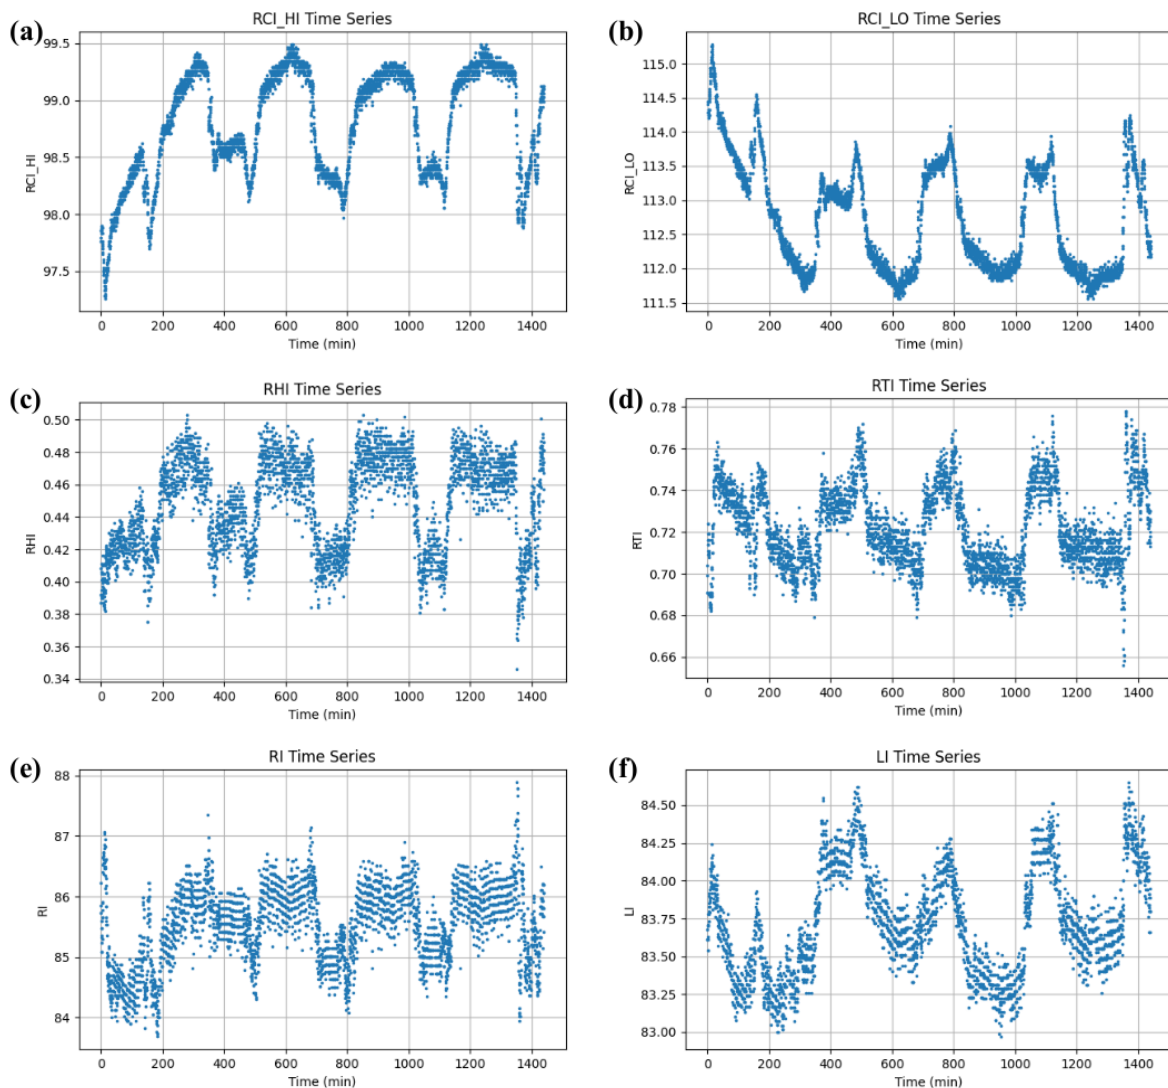 (a)
RCI_HI Time Series
99.5
99.0
98.5
98.0
97.5
RCI_HI
0 200 400 600 800 1000 1200 1400
Time (min)
(b)
RCI_LO Time Series
115.0
114.5
114.0
113.5
113.0
112.5
112.0
111.5
RCI_LO
0 200 400 600 800 1000 1200 1400
Time (min)
(c)
RHI Time Series
0.50
0.48
0.46
0.44
0.42
0.40
0.38
0.36
0.34
RHI
0 200 400 600 800 1000 1200 1400
Time (min)
(d)
RTI Time Series
0.78
0.76
0.74
0.72
0.70
0.68
0.66
RTI
0 200 400 600 800 1000 1200 1400
Time (min)
(e)
RI Time Series
88
87
86
85
84
RI
0 200 400 600 800 1000 1200 1400
Time (min)
(f)
LI Time Series
84.50
84.25
84.00
83.75
83.50
83.25
83.00
LI
0 200 400 600 800 1000 1200 1400
Time (min)